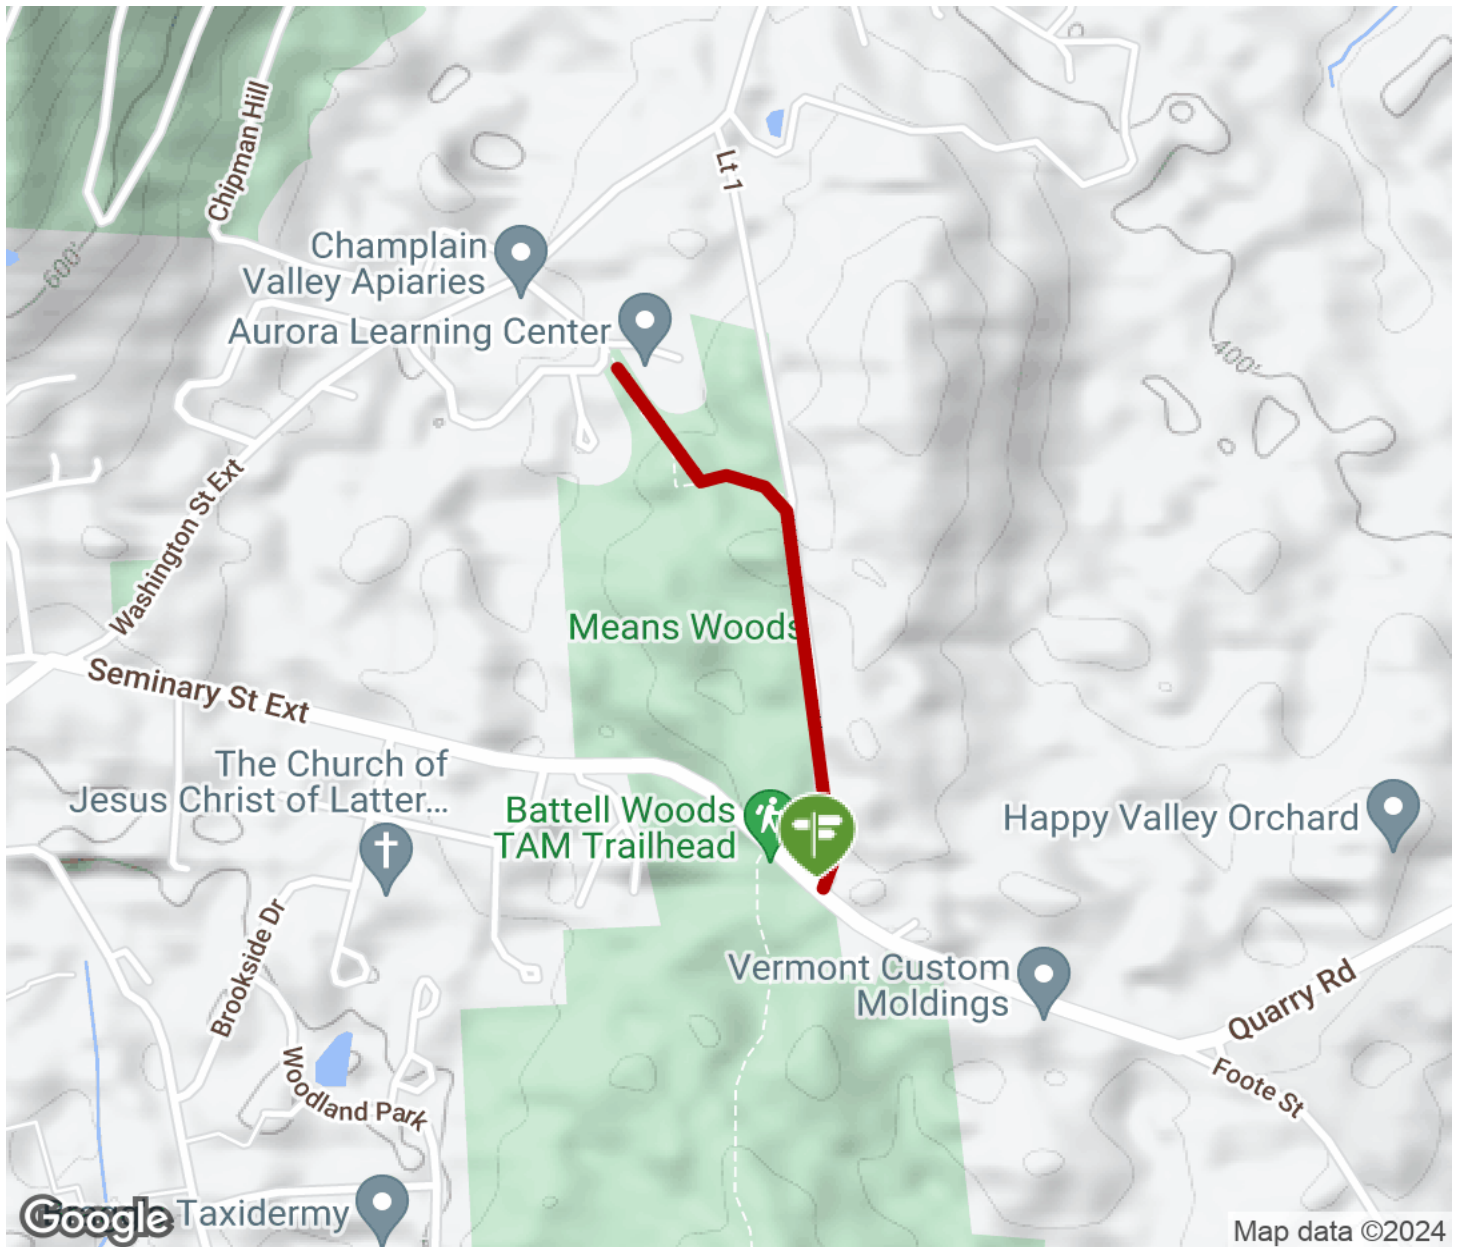 Chipman Hill
Lt 1
600'
Champlain
Valley Apiaries
Aurora Learning Center
400'
Washington St Ext
Means Woods
Seminary St Ext
The Church of
Jesus Christ of Latter...
Battell Woods
TAM Trailhead
Happy Valley Orchard
Brookside Dr
Vermont Custom
Moldings
Quarry Rd
Foote St
Woodland Park
Taxidermy
Google
Map data ©2024